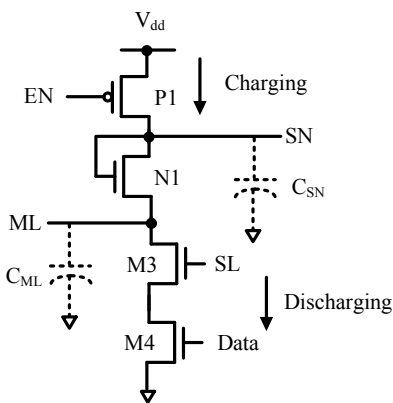 Vdd
Charging
EN
P1
SN
N1
CSN
ML
M3
SL
CML
Discharging
M4
Data